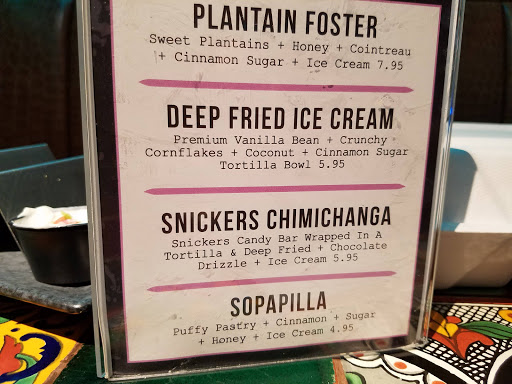 PLANTAIN FOSTER
Sweet Plantains + Honey + Cointreau
+ Cinnamon Sugar + Ice Cream 7.95
DEEP FRIED ICE CREAM
Premium Vanilla Bean + Crunchy
Cornflakes + Coconut + Cinnamon Sugar
Tortilla Bowl 5.95
SNICKERS CHIMICHANGA
Snickers Candy Bar Wrapped In A
Tortilla & Deep Fried + Chocolate
Drizzle + Ice Cream 5.95
SOPAPILLA
Puffy Pastry + Cinnamon + Sugar
+ Honey + Ice Cream 4.95